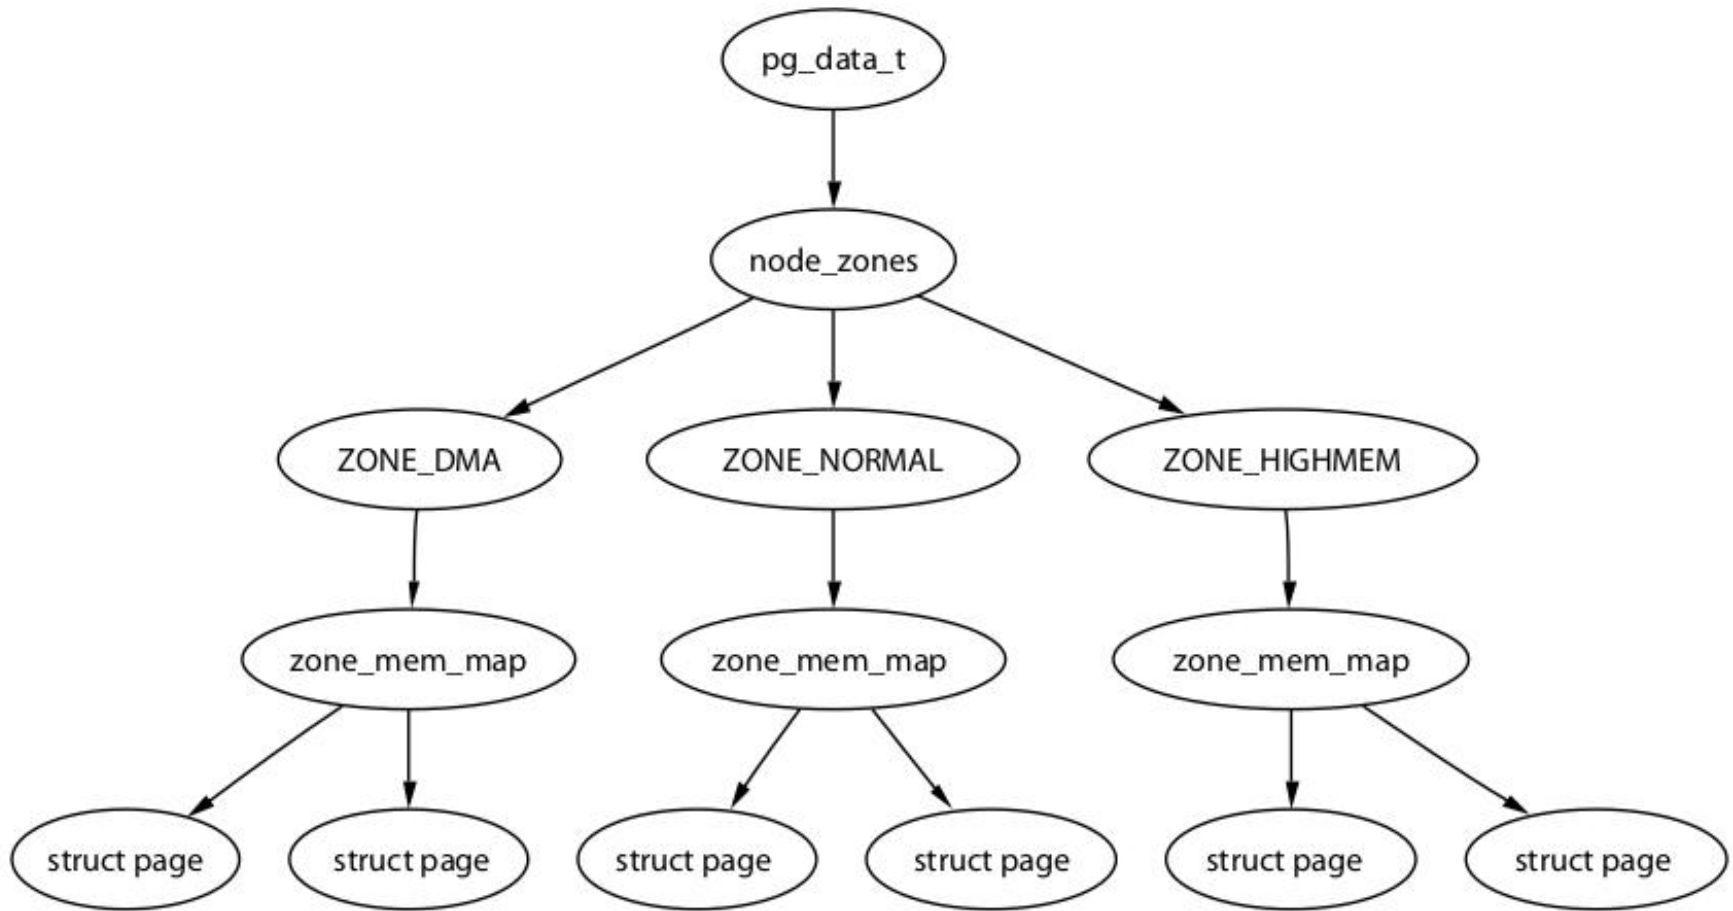 pg_data_t
node_zones
ZONE_DMA
ZONE_NORMAL
ZONE_HIGHMEM
zone_mem_map
zone_mem_map
zone_mem_map
struct page
struct page
struct page
struct page
struct page
struct page